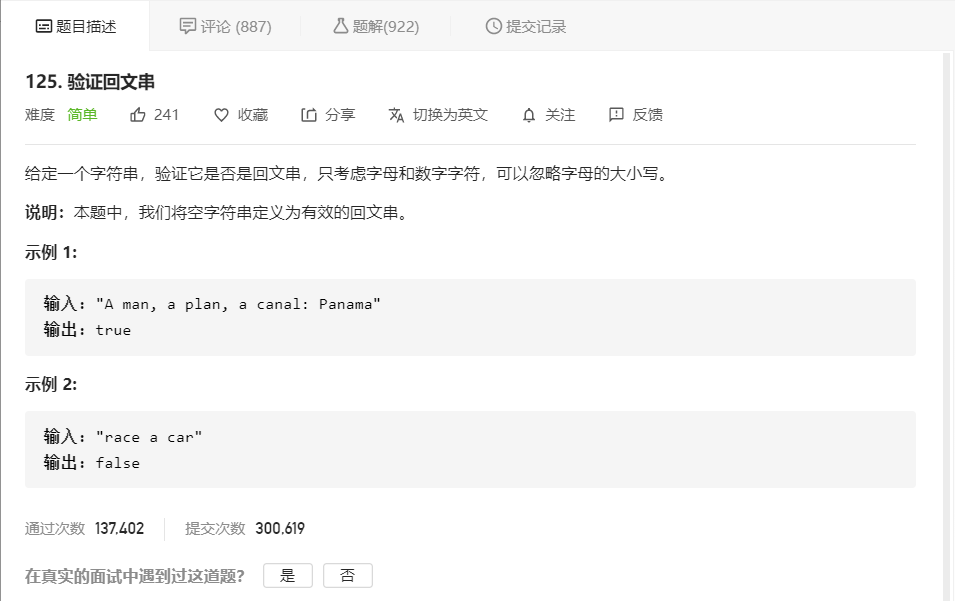 题目描述 评论 (887) 题解(922) 提交记录
125. 验证回文串
难度 简单 241 收藏 分享 切换为英文 关注 反馈
给定一个字符串，验证它是否是回文串，只考虑字母和数字字符，可以忽略字母的大小写。
说明：本题中，我们将空字符串定义为有效的回文串。
示例 1:
输入: "A man, a plan, a canal: Panama"
输出: true
示例 2:
输入: "race a car"
输出: false
通过次数 137,402 提交次数 300,619
在真实的面试中遇到过这道题? 是 否